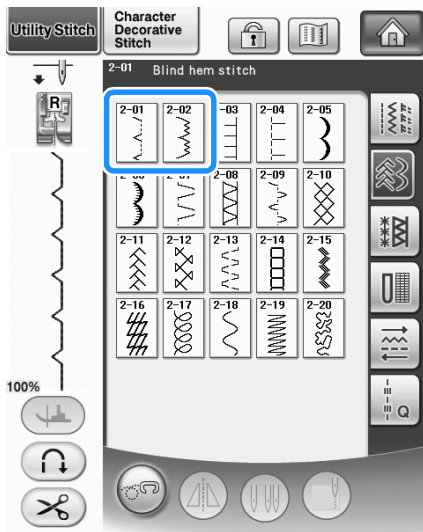 Utility Stitch
Character
Decorative
Stitch
2-01 Blind hem stitch
R
2-01 2-02 2-03 2-04 2-05
2-08 2-09 2-10
2-11 2-12 2-13 2-14 2-15
2-16 2-17 2-18 2-19 2-20
100%
Q